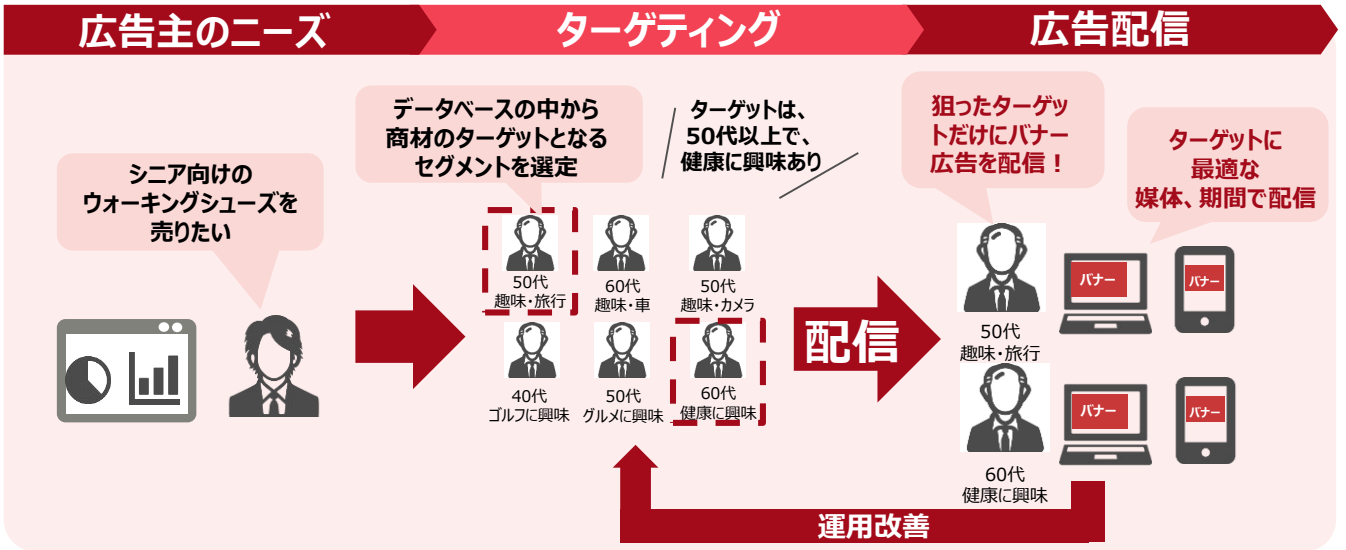 広告主のニーズ
ターゲティング
広告配信
シニア向けの
ウォーキングシューズを
売りたい
データベースの中から
商材のターゲットとなる
セグメントを選定
ターゲットは、
50代以上で、
健康に興味あり
50代
趣味・旅行
60代
趣味・車
50代
趣味・カメラ
40代
ゴルフに興味
50代
グルメに興味
60代
健康に興味
配信
狙ったターゲッ
トだけにバナー
広告を配信！
ターゲットに
最適な
媒体、期間で配信
バナー
バナー
50代
趣味・旅行
バナー
バナー
60代
健康に興味
運用改善